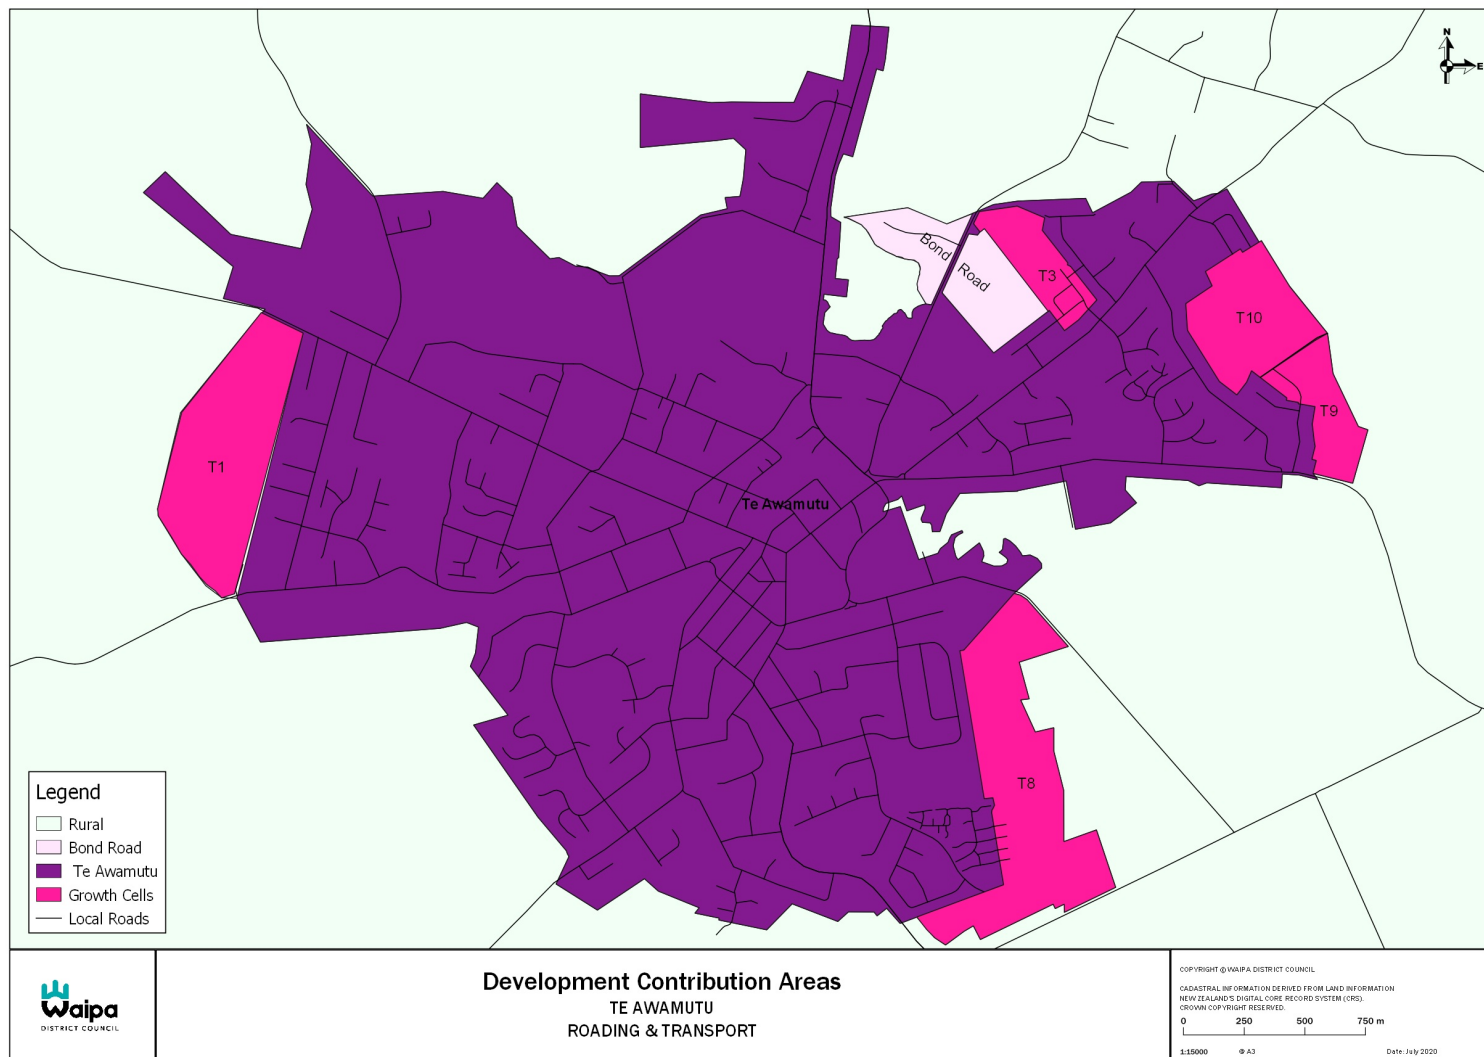 N
E
Bond Road
T3
T10
T9
T1
Te Awamutu
T8
Legend
Rural
Bond Road
Te Awamutu
Growth Cells
Local Roads
Waipa
DISTRICT COUNCIL
Development Contribution Areas
TE AWAMUTU
ROADING & TRANSPORT
COPYRIGHT @ WAIPA DISTRICT COUNCIL
CADASTRAL INFORMATION DERIVED FROM LAND INFORMATION
NEW ZEALAND'S DIGITAL CORE RECORD SYSTEM (CRS).
CROWN COPYRIGHT RESERVED.
0 250 500 750 m
1:15000 @ A3 Date: July 2020